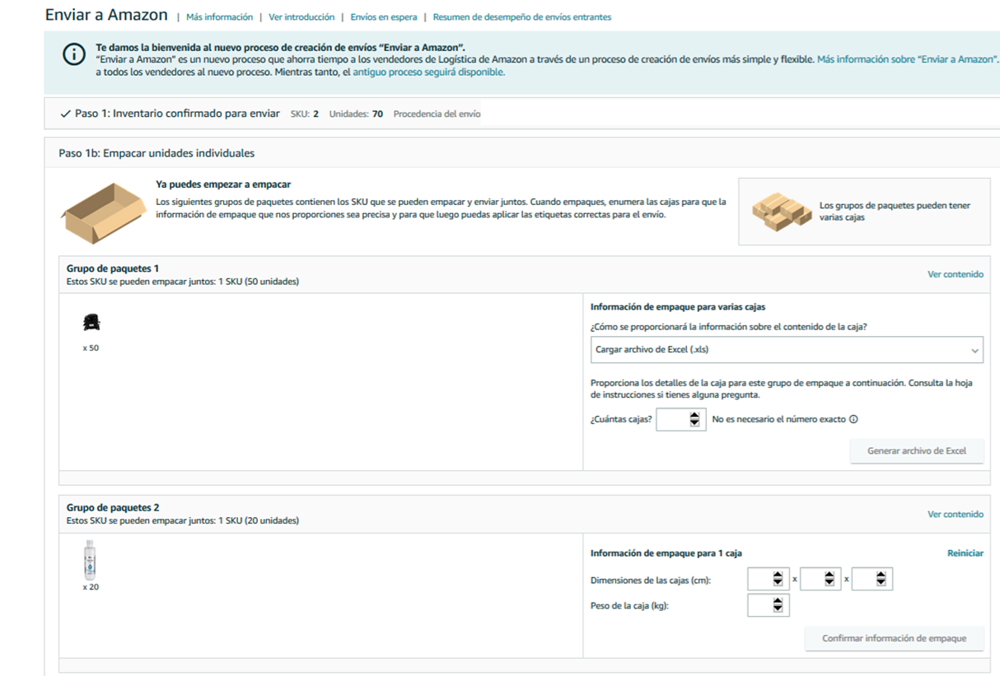 Enviar a Amazon | Más información | Ver introducción | Envíos en espera | Resumen de desempeño de envíos entrantes
Te damos la bienvenida al nuevo proceso de creación de envíos “Enviar a Amazon”.
“Enviar a Amazon” es un nuevo proceso que ahorra tiempo a los vendedores de Logística de Amazon a través de un proceso de creación de envíos más simple y flexible. Más información sobre “Enviar a Amazon”.
a todos los vendedores al nuevo proceso. Mientras tanto, el antiguo proceso seguirá disponible.
Paso 1: Inventario confirmado para enviar SKU: 2 Unidades: 70 Procedencia del envío
Paso 1b: Empacar unidades individuales
Ya puedes empezar a empacar
Los siguientes grupos de paquetes contienen los SKU que se pueden empacar y enviar juntos. Cuando empaques, enumera las cajas para que la
información de empaque que nos proporciones sea precisa y para que luego puedas aplicar las etiquetas correctas para el envío.
Los grupos de paquetes pueden tener
varias cajas
Grupo de paquetes 1
Estos SKU se pueden empacar juntos: 1 SKU (50 unidades)
Ver contenido
x 50
Información de empaque para varias cajas
¿Cómo se proporcionará la información sobre el contenido de la caja?
Cargar archivo de Excel (.xls)
Proporciona los detalles de la caja para este grupo de empaque a continuación. Consulta la hoja
de instrucciones si tienes alguna pregunta.
¿Cuántas cajas? No es necesario el número exacto
Generar archivo de Excel
Grupo de paquetes 2
Estos SKU se pueden empacar juntos: 1 SKU (20 unidades)
Ver contenido
x 20
Información de empaque para 1 caja
Reiniciar
Dimensiones de las cajas (cm): x x
Peso de la caja (kg):
Confirmar información de empaque